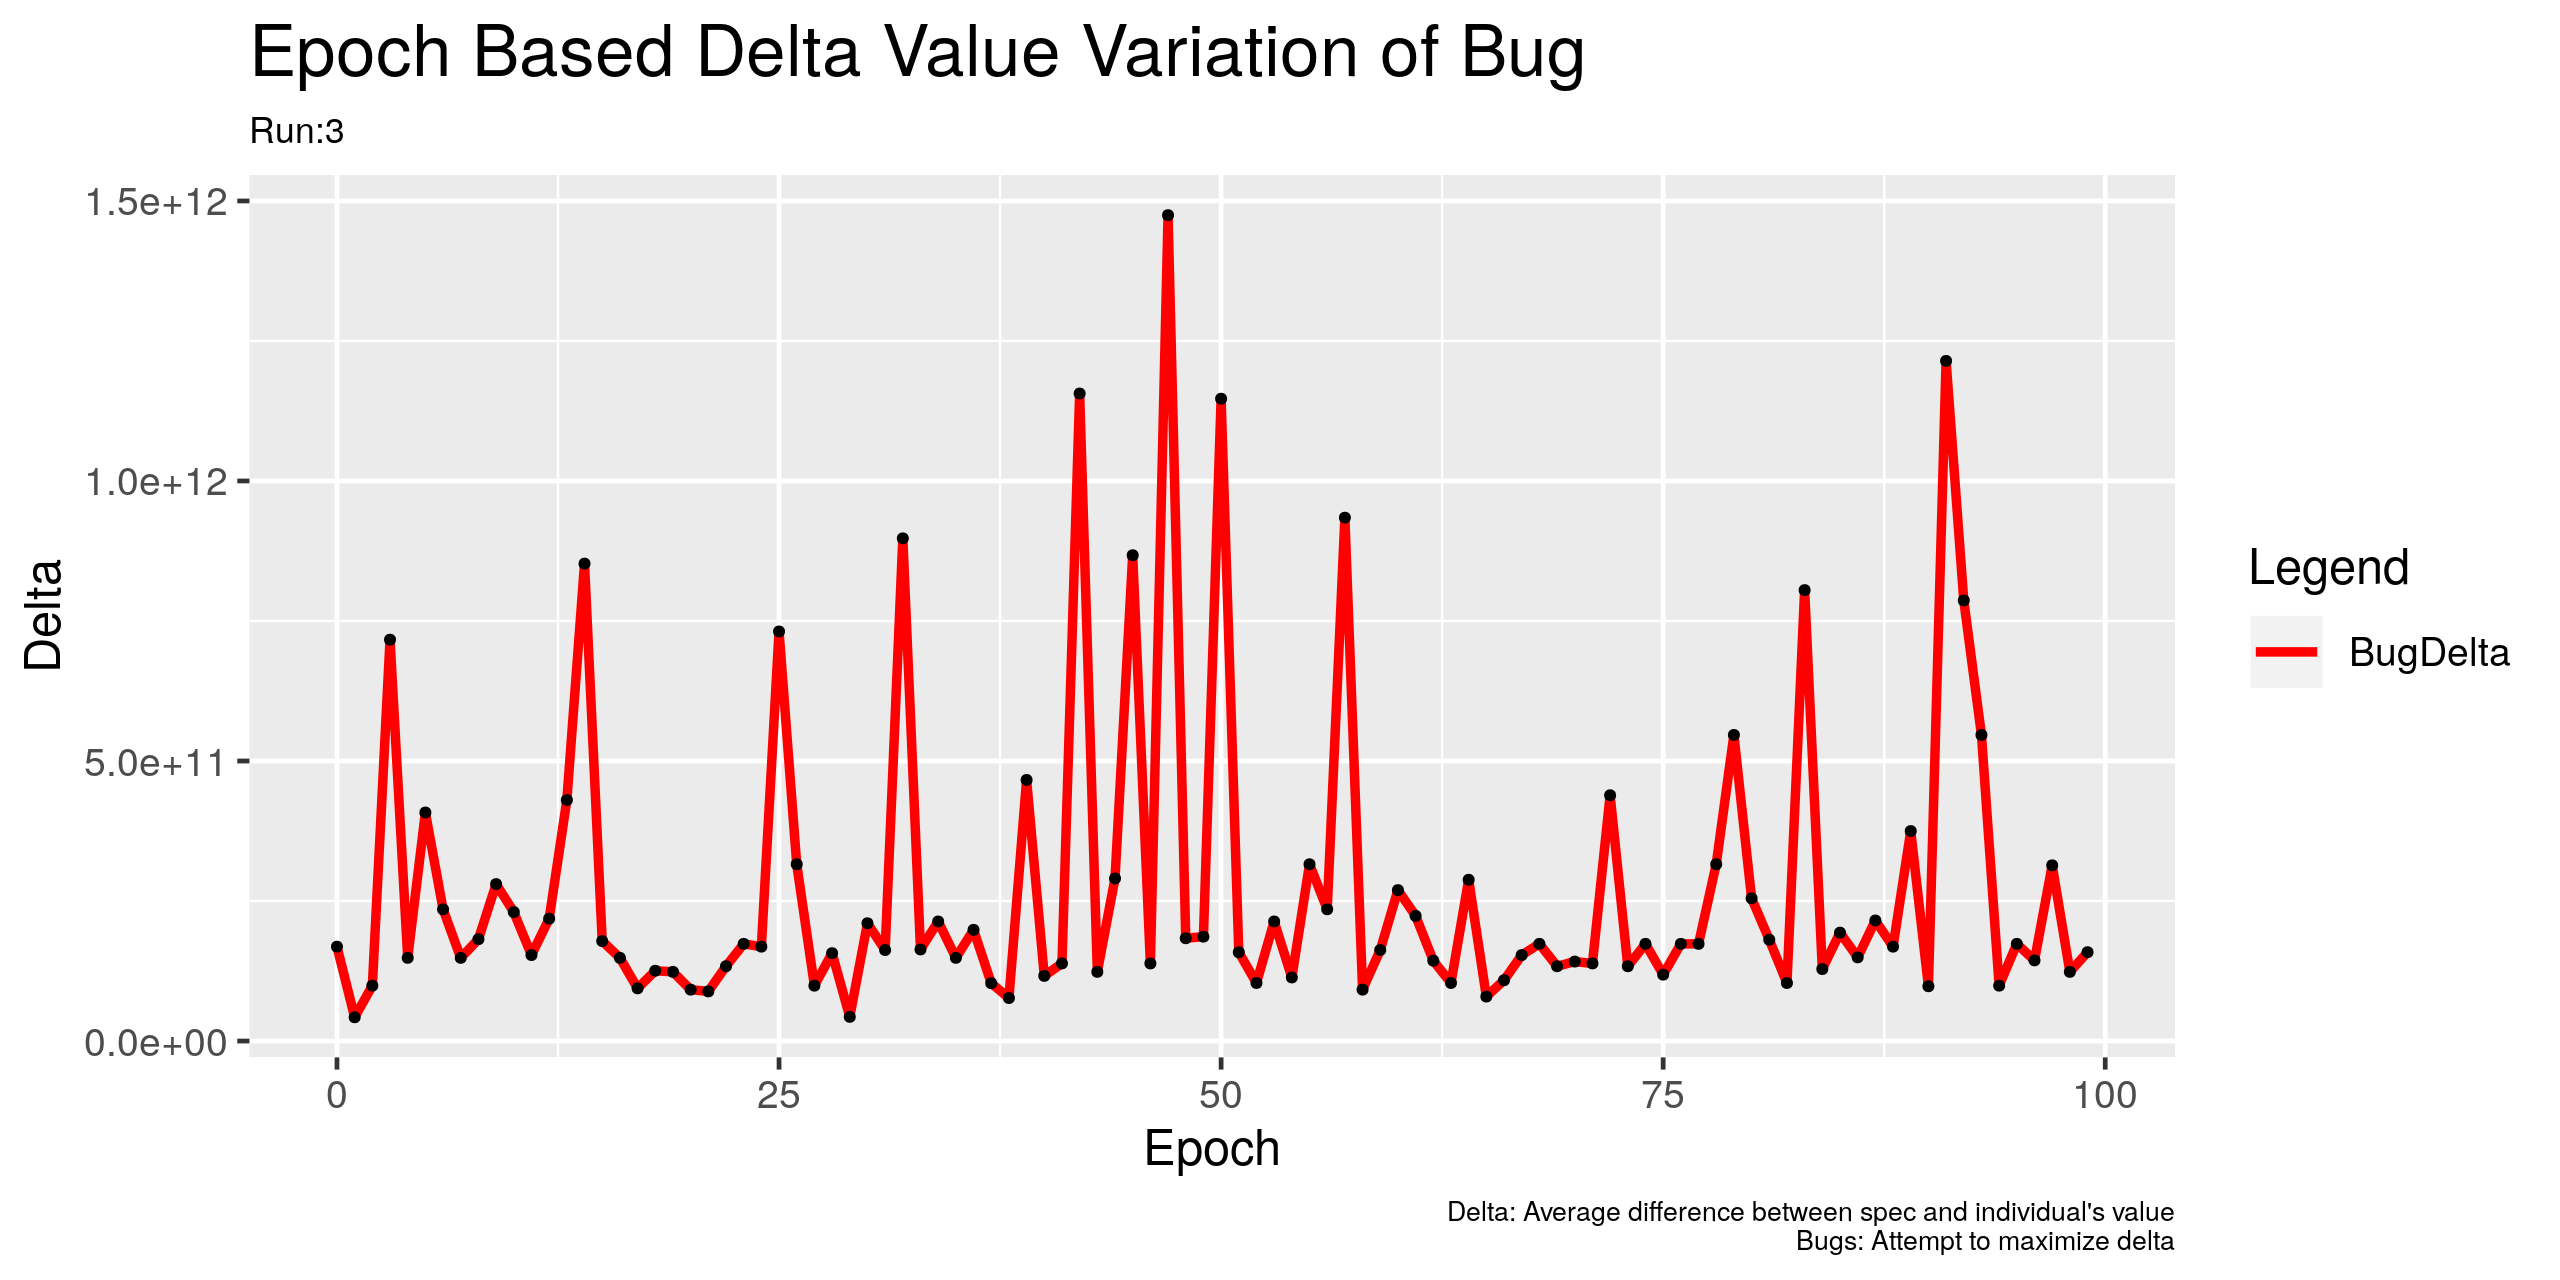 Epoch Based Delta Value Variation of Bug
Run:3
1.5e+12
1.0e+12
5.0e+11
0.0e+00
Delta
0
25
50
75
100
Epoch
Legend
BugDelta
Delta: Average difference between spec and individual's value
Bugs: Attempt to maximize delta